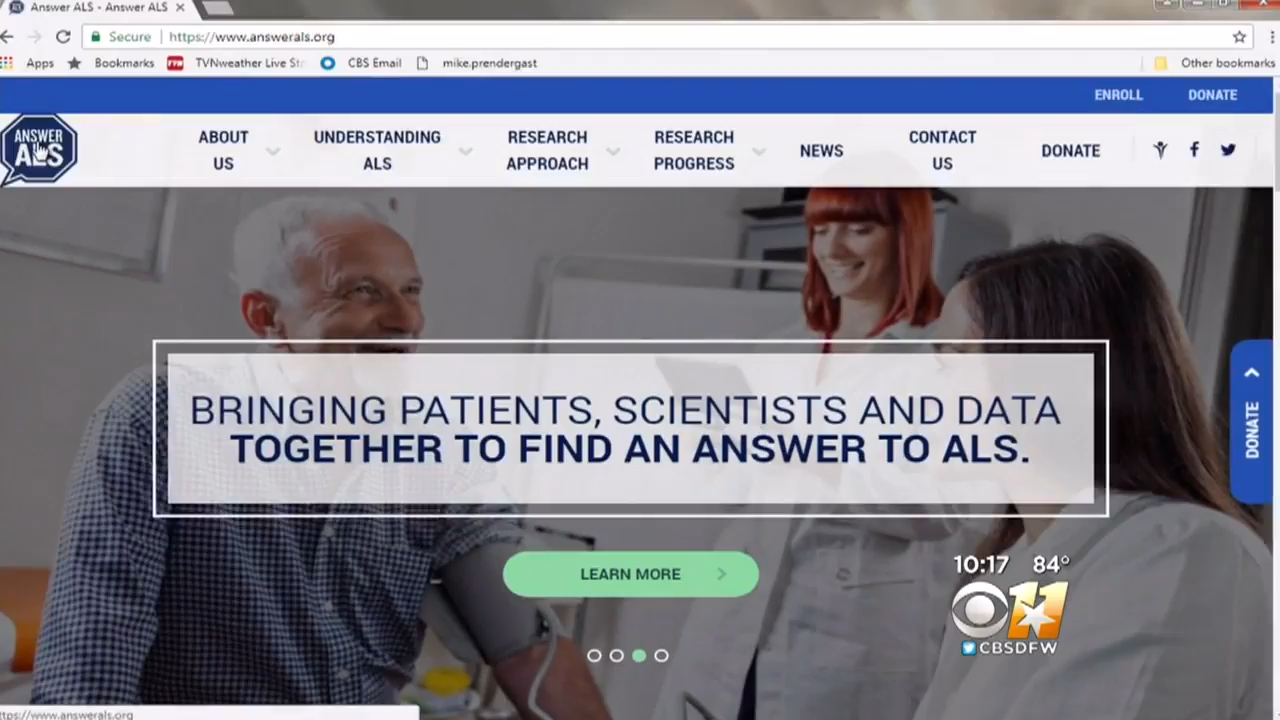 Answer ALS - Answer ALS
Secure https://www.answerals.org
Apps Bookmarks TVNweather Live St CBS Email mike.prendergast Other bookmarks
ENROLL DONATE
ANSWER
ALS
ABOUT
US
UNDERSTANDING
ALS
RESEARCH
APPROACH
RESEARCH
PROGRESS
NEWS
CONTACT
US
DONATE
BRINGING PATIENTS, SCIENTISTS AND DATA
TOGETHER TO FIND AN ANSWER TO ALS.
DONATE
LEARN MORE
10:17 84°
11
CBSDFW
ttps://www.answerals.org